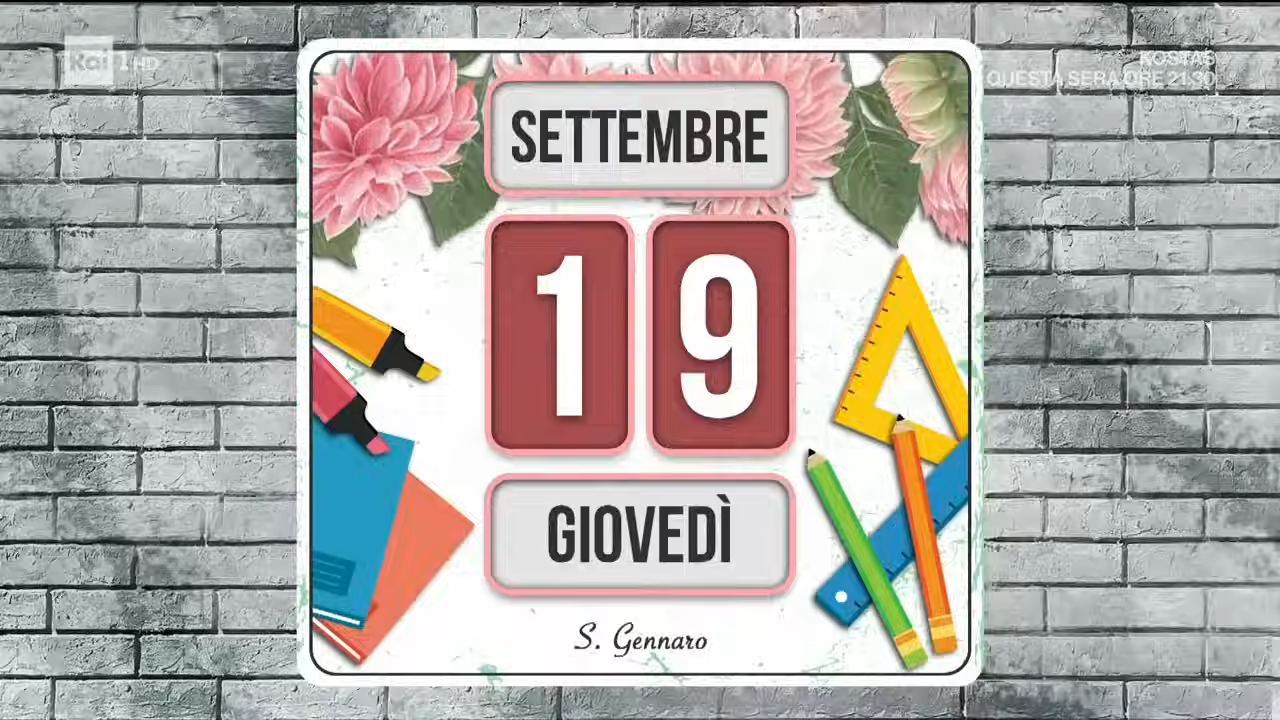 Rai 1 HD
KOSTAS
QUESTA SERA ORE 21:30
SETTEMBRE
19
GIOVEDÌ
S. Gennaro